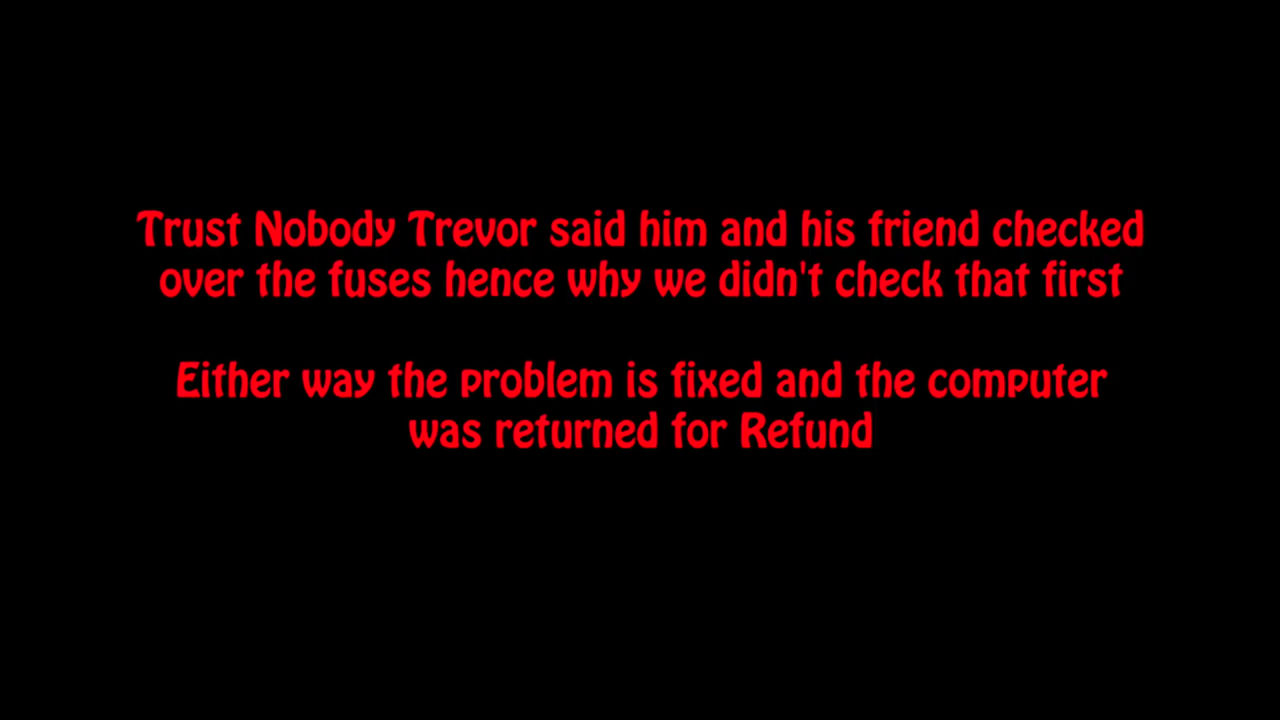 Trust Nobody Trevor said him and his friend checked
over the fuses hence why we didn't check that first
Either way the problem is fixed and the computer
was returned for Refund